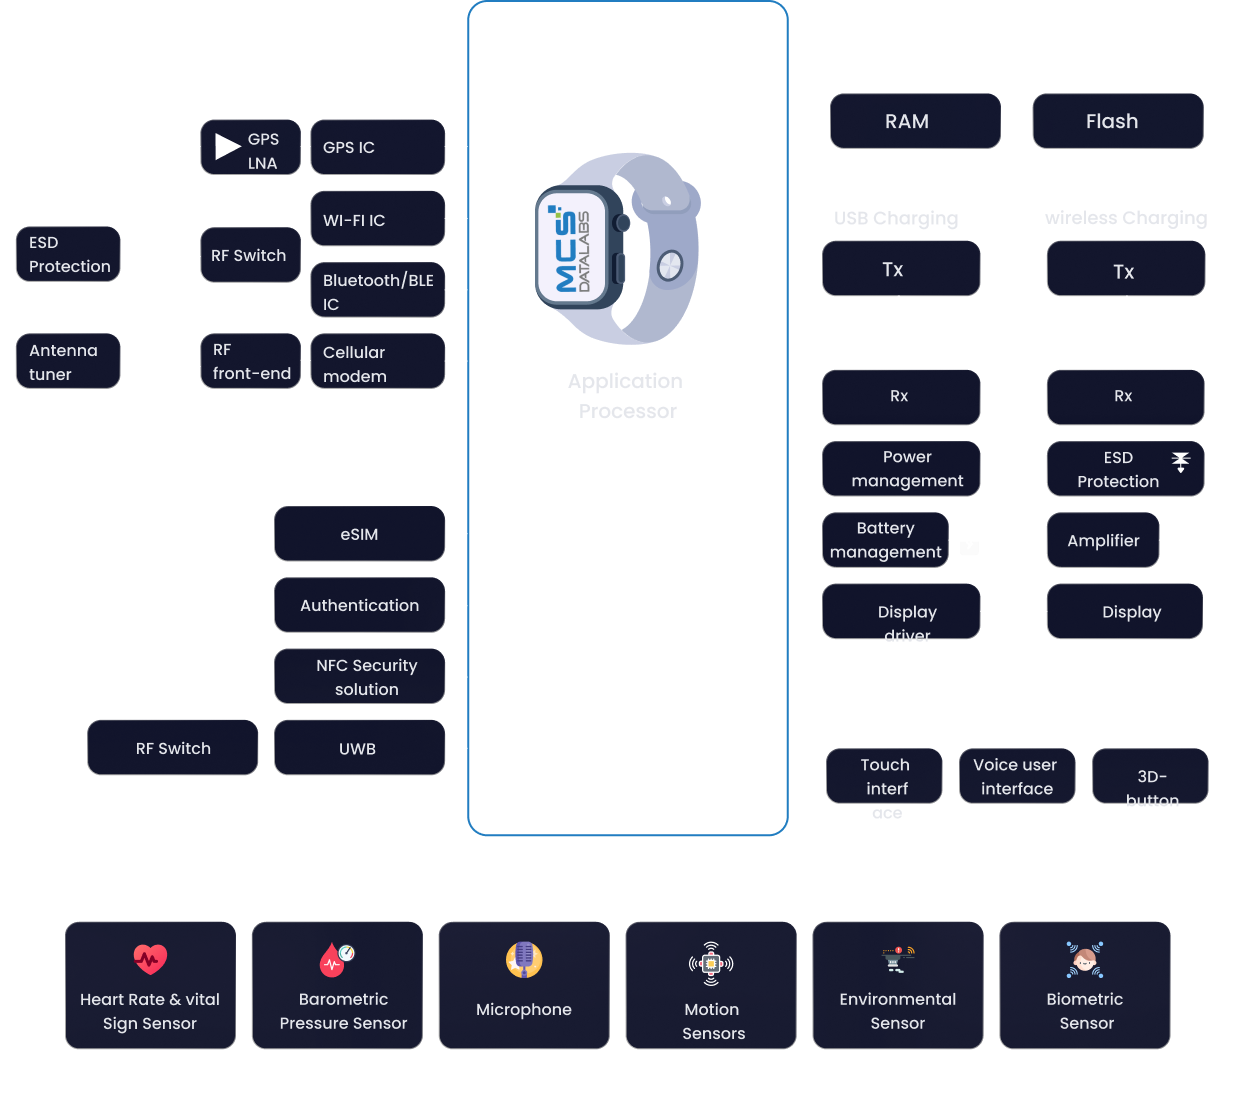 RAM
Flash
GPS
LNA
GPS IC
WI-FI IC
ESD
Protection
RF Switch
Bluetooth/BLE
IC
Antenna
tuner
RF
front-end
Cellular
modem
MCS
DATALABS
Application
Processor
USB Charging
wireless Charging
Tx
Tx
Rx
Rx
Power
management
ESD
Protection
Battery
management
Amplifier
Display
driver
Display
eSIM
Authentication
NFC Security
solution
RF Switch
UWB
Touch
interf
ace
Voice user
interface
3D-
button
Heart Rate & vital
Sign Sensor
Barometric
Pressure Sensor
Microphone
Motion
Sensors
Environmental
Sensor
Biometric
Sensor